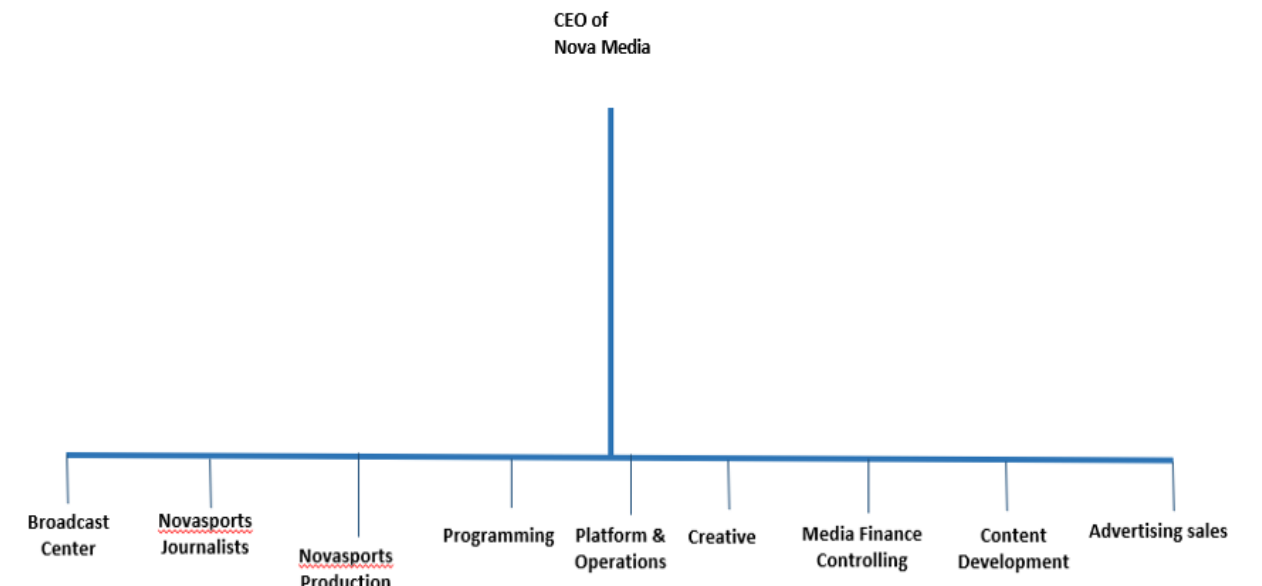 CEO of
Nova Media
Broadcast
Center
Novasports
Journalists
Novasports
Production
Programming
Platform &
Operations
Creative
Media Finance
Controlling
Content
Development
Advertising sales